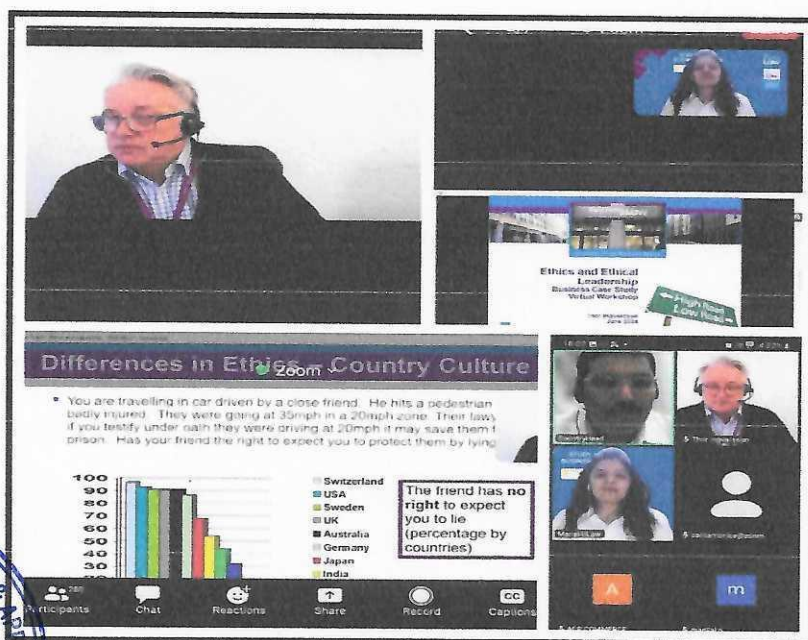 Ethics and Ethical
Leadership
Business Case Study
Virtual Workshop
June 2024
High Road
Low Road
Zoom
Differences in Ethics - Country Culture
You are travelling in car driven by a close friend. He hits a pedestrian
badly injured. They were going at 35mph in a 20mph zone. Their lawy
if you testify under oath they were driving at 20mph it may save them f
prison. Has your friend the right to expect you to protect them by lying
100
90
80
70
60
50
40
30
Switzerland
USA
Sweden
UK
Australia
Germany
Japan
India
The friend has no
right to expect
you to lie
(percentage by
countries)
Participants
Chat
Reactions
Share
Record
CC
Captions
A
m